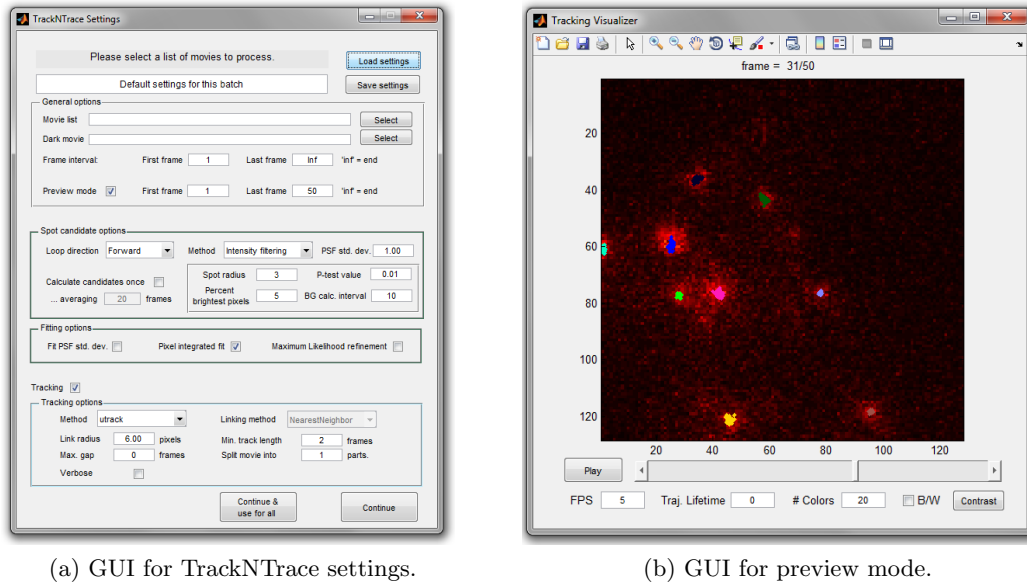 TrackNTrace Settings
Please select a list of movies to process.
Load settings
Default settings for this batch
Save settings
General options
Movie list
Select
Dark movie
Select
Frame interval: First frame 1 Last frame Inf 'inf' = end
Preview mode First frame 1 Last frame 50 'inf' = end
Spot candidate options
Loop direction Forward Method Intensity filtering PSF std. dev. 1.00
Calculate candidates once
... averaging 20 frames
Spot radius 3 P-test value 0.01
Percent
brightest pixels 5 BG calc. interval 10
Fitting options
Fit PSF std. dev. Pixel integrated fit Maximum Likelihood refinement
Tracking
Tracking options
Method utrack Linking method NearestNeighbor
Link radius 6.00 pixels Min. track length 2 frames
Max. gap 0 frames Split movie into 1 parts.
Verbose
Continue &
use for all
Continue
(a) GUI for TrackNTrace settings.
Tracking Visualizer
frame = 31/50
20
40
60
80
100
120
20 40 60 80 100 120
Play
FPS 5 Traj. Lifetime 0 # Colors 20 B/W Contrast
(b) GUI for preview mode.